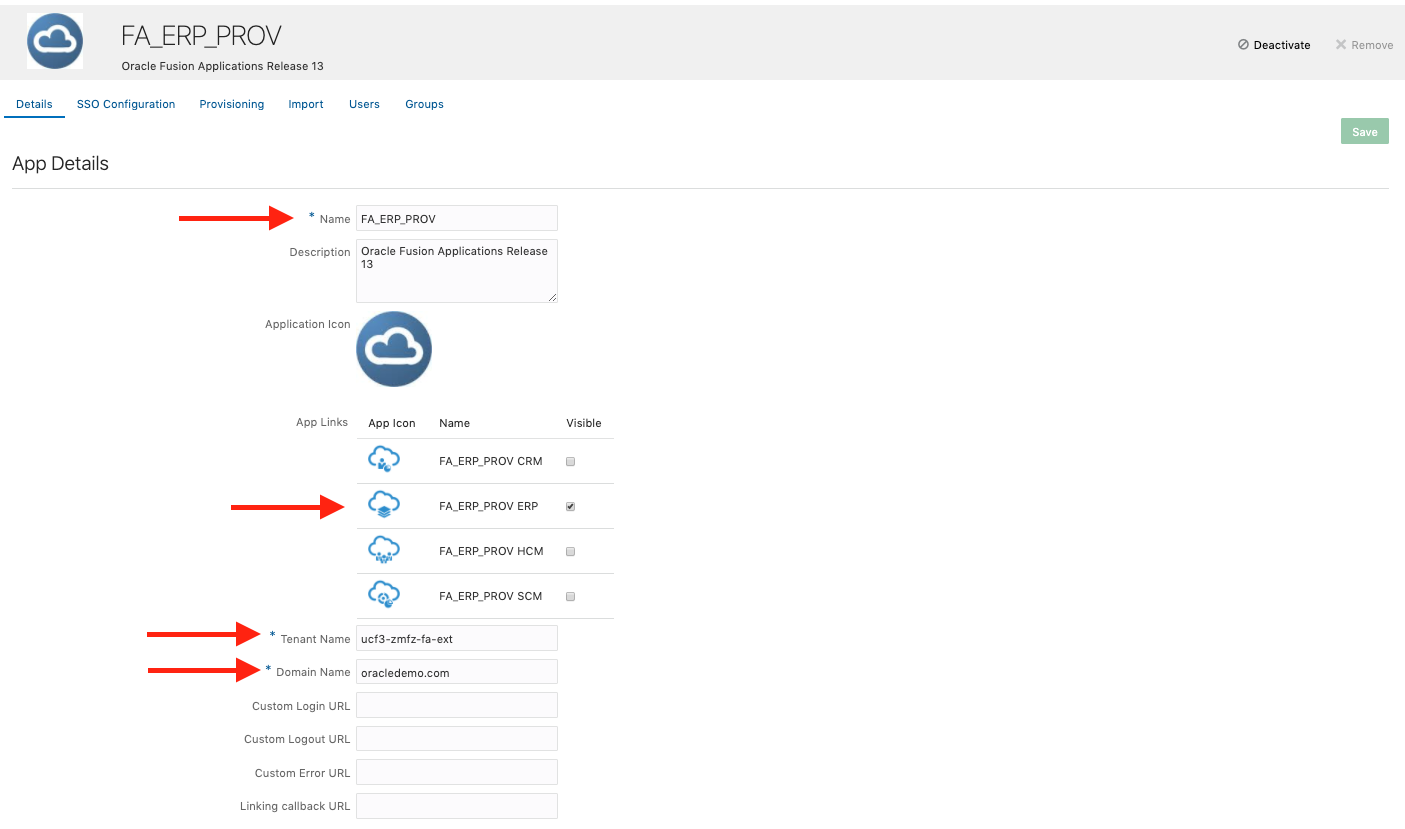 FA_ERP_PROV
Oracle Fusion Applications Release 13
Deactivate
Remove
Details SSO Configuration Provisioning Import Users Groups
Save
App Details
* Name FA_ERP_PROV
Description Oracle Fusion Applications Release
13
Application Icon
App Links App Icon Name Visible
FA_ERP_PROV CRM
FA_ERP_PROV ERP
FA_ERP_PROV HCM
FA_ERP_PROV SCM
* Tenant Name ucf3-zmfz-fa-ext
* Domain Name oracledemo.com
Custom Login URL
Custom Logout URL
Custom Error URL
Linking callback URL